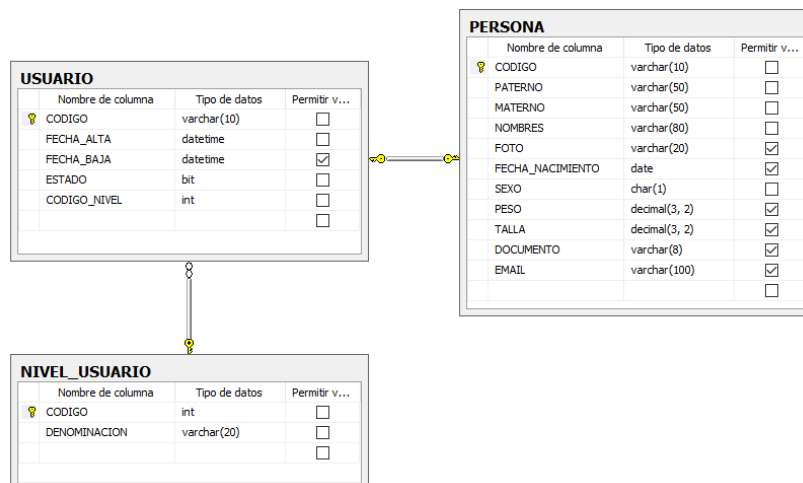 PERSONA
Nombre de columna Tipo de datos Permitir v...
CODIGO varchar(10)
PATERNO varchar(50)
MATERNO varchar(50)
NOMBRES varchar(80)
FOTO varchar(20)
FECHA_NACIMIENTO date
SEXO char(1)
PESO decimal(3, 2)
TALLA decimal(3, 2)
DOCUMENTO varchar(8)
EMAIL varchar(100)
USUARIO
Nombre de columna Tipo de datos Permitir v...
CODIGO varchar(10)
FECHA_ALTA datetime
FECHA_BAJA datetime
ESTADO bit
CODIGO_NIVEL int
NIVEL_USUARIO
Nombre de columna Tipo de datos Permitir v...
CODIGO int
DENOMINACION varchar(20)